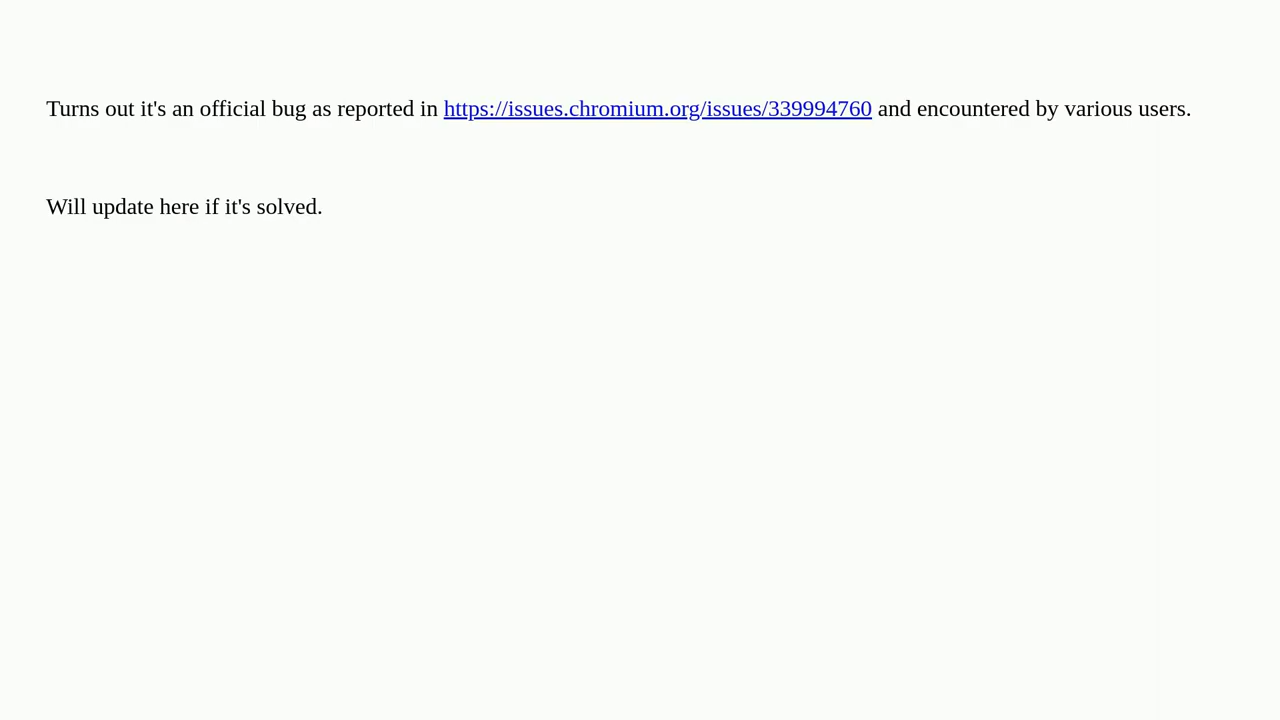 Turns out it's an official bug as reported in https://issues.chromium.org/issues/339994760 and encountered by various users.
Will update here if it's solved.